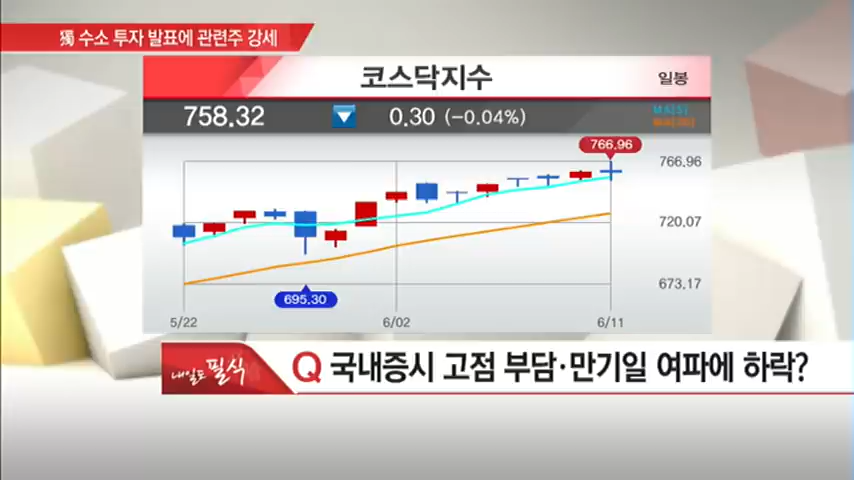 獨 수소 투자 발표에 관련주 강세
코스닥지수
일봉
758.32 ▼ 0.30 (-0.04%)
766.96
766.96
720.07
673.17
695.30
5/22 6/02 6/11
내일도 필식
Q 국내증시 고점 부담·만기일 여파에 하락?